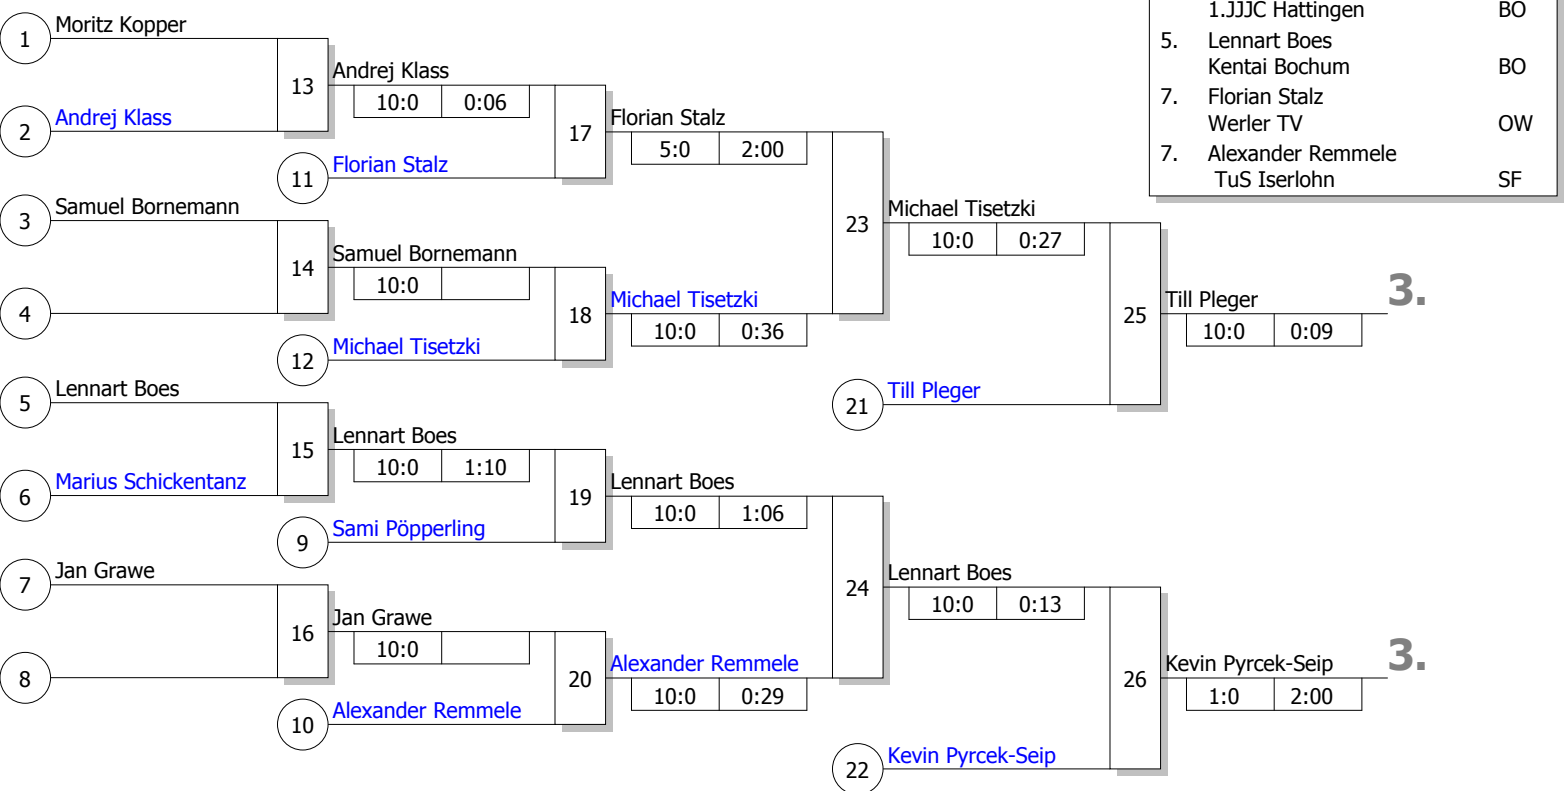 1.JJJC Hattingen BO
5. Lennart Boes
Kentai Bochum BO
7. Florian Stalz
Werler TV OW
7. Alexander Remmele
TuS Iserlohn SF
1 Moritz Kopper
13 Andrej Klass
10:0 0:06
2 Andrej Klass
17 Florian Stalz
5:0 2:00
11 Florian Stalz
3 Samuel Bornemann
23 Michael Tisetzki
10:0 0:27
14 Samuel Bornemann
10:0
4
18 Michael Tisetzki
10:0 0:36
12 Michael Tisetzki
25 Till Pleger 3.
10:0 0:09
5 Lennart Boes
21 Till Pleger
15 Lennart Boes
10:0 1:10
6 Marius Schickentanz
19 Lennart Boes
10:0 1:06
9 Sami Pöpperling
7 Jan Grawe
24 Lennart Boes
10:0 0:13
16 Jan Grawe
10:0
8
20 Alexander Remmele
10:0 0:29
10 Alexander Remmele
26 Kevin Pyrcek-Seip 3.
1:0 2:00
22 Kevin Pyrcek-Seip